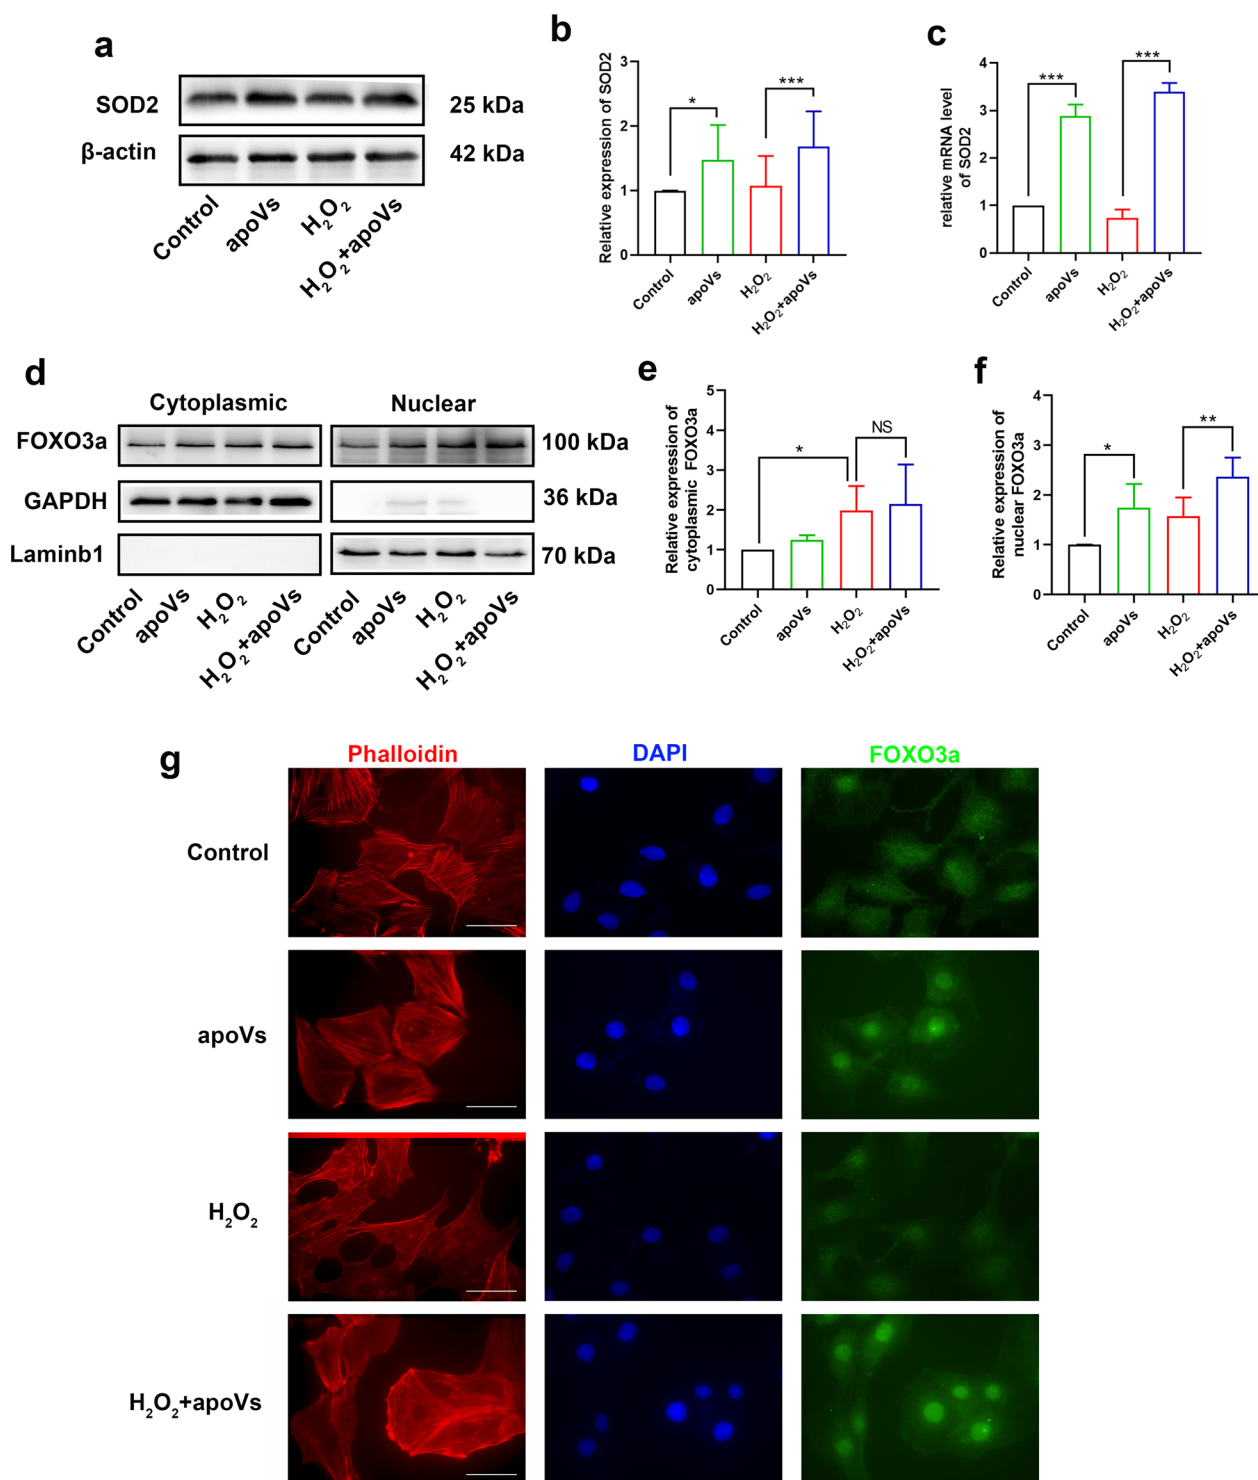 a
SOD2
25 kDa
β-actin
42 kDa
Control
apoVs
H₂O₂
H₂O₂+apoVs
b
Relative expression of SOD2
3
2
1
0
*
***
Control
apoVs
H₂O₂
H₂O₂+apoVs
c
relative mRNA level
of SOD2
4
3
2
1
0
***
***
Control
apoVs
H₂O₂
H₂O₂+apoVs
d
Cytoplasmic
Nuclear
FOXO3a
100 kDa
GAPDH
36 kDa
Laminb1
70 kDa
Control
apoVs
H₂O₂
H₂O₂+apoVs
Control
apoVs
H₂O₂
H₂O₂+apoVs
e
Relative expression of
cytoplasmic FOXO3a
5
4
3
2
1
0
*
NS
Control
apoVs
H₂O₂
H₂O₂+apoVs
f
Relative expression of
nuclear FOXO3a
4
3
2
1
0
*
**
Control
apoVs
H₂O₂
H₂O₂+apoVs
g
Phalloidin
DAPI
FOXO3a
Control
apoVs
H₂O₂
H₂O₂+apoVs